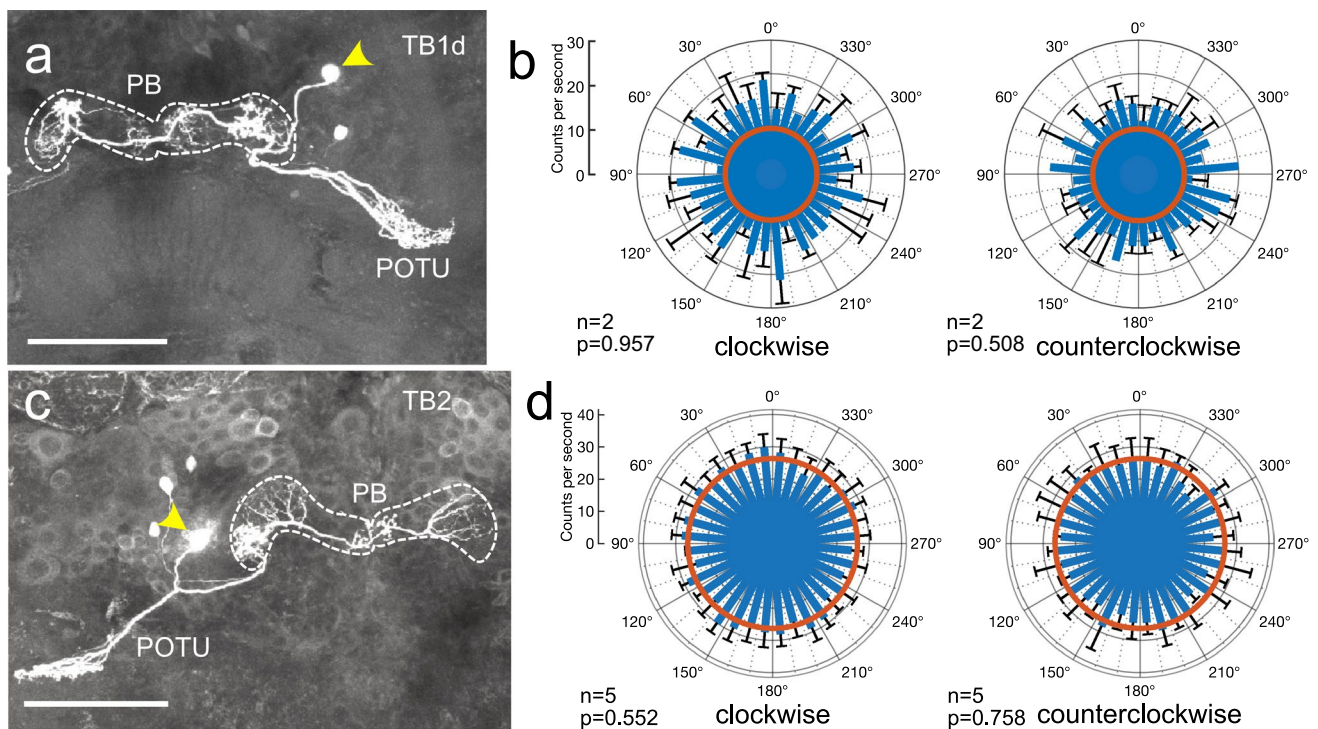 a
TB1d
PB
POTU
b
Counts per second
30
20
10
0
0°
30°
330°
60°
300°
90°
270°
120°
240°
150°
210°
180°
n=2
p=0.957
clockwise
0°
30°
330°
60°
300°
90°
270°
120°
240°
150°
210°
180°
n=2
p=0.508
counterclockwise
c
TB2
PB
POTU
d
Counts per second
40
30
20
10
0
0°
30°
330°
60°
300°
90°
270°
120°
240°
150°
210°
180°
n=5
p=0.552
clockwise
0°
30°
330°
60°
300°
90°
270°
120°
240°
150°
210°
180°
n=5
p=0.758
counterclockwise